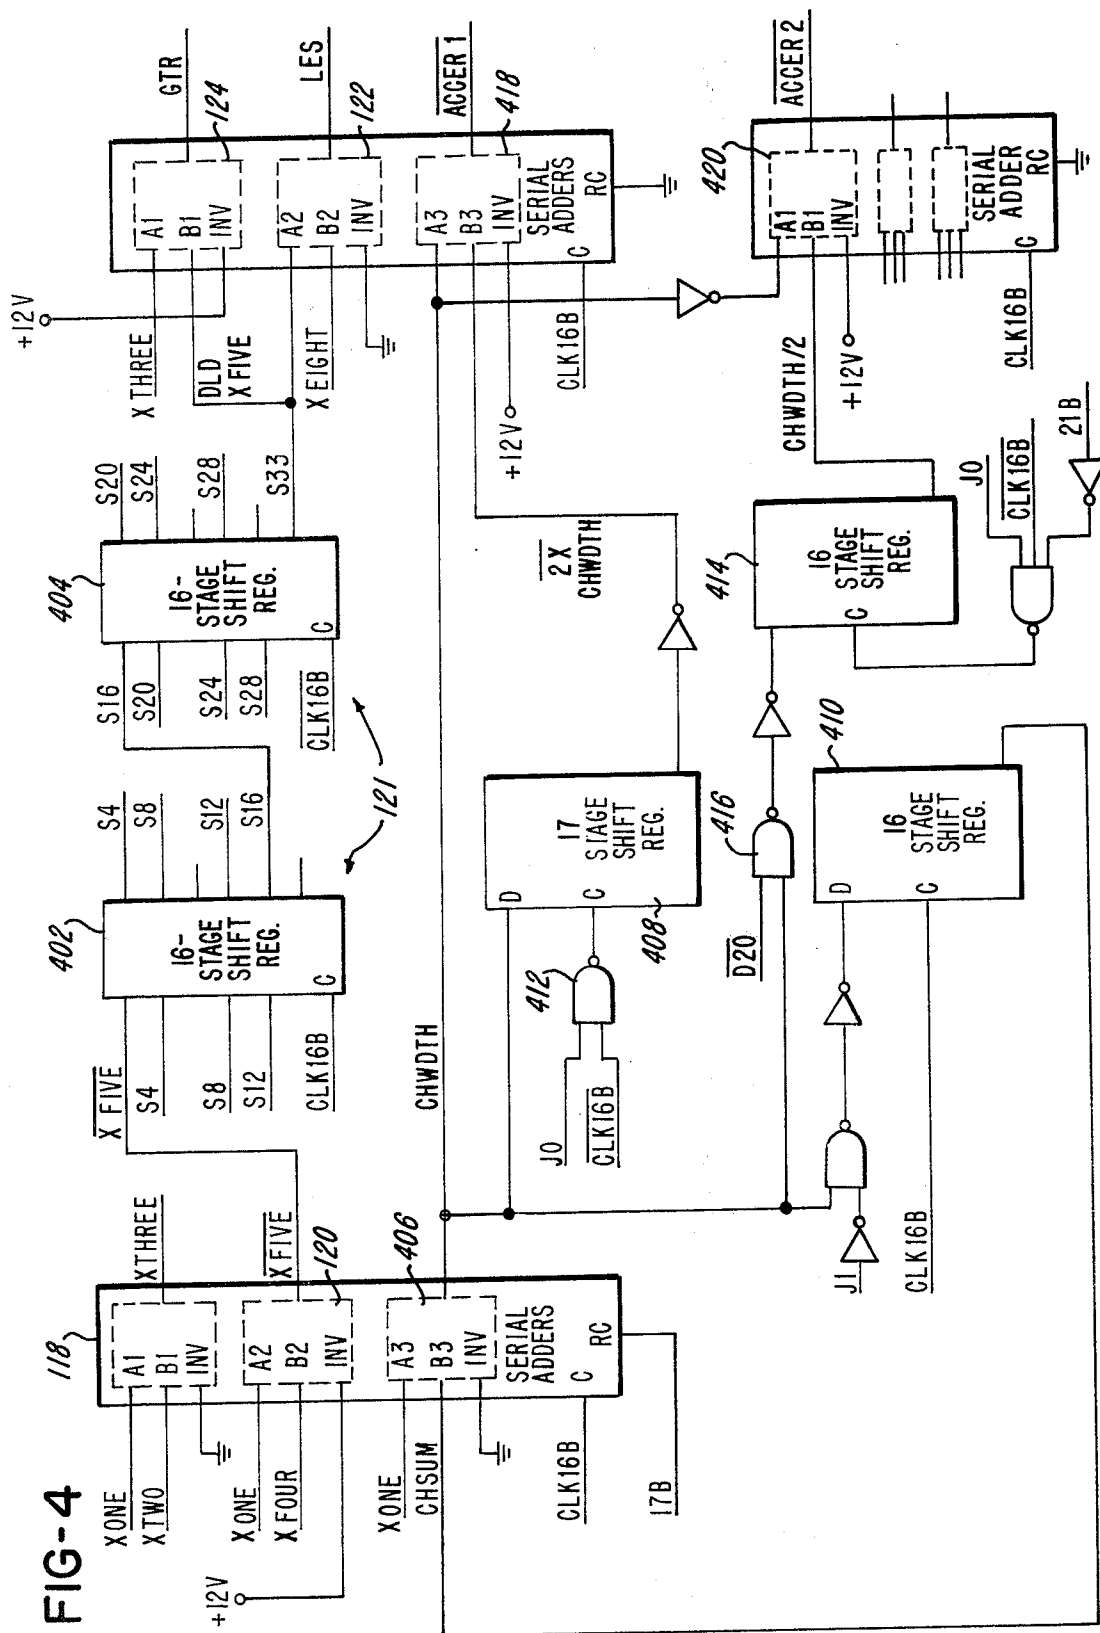 FIG-4
118
X ONE
X TWO
A1
B1
INV
X THREE
X ONE
X FOUR
+12V
A2
B2
INV
120
X FIVE
X ONE
CHSUM
A3
B3
INV
406
SERIAL
ADDERS
C
RC
CLK16B
17B
X FIVE
S4
S8
S12
CLK16B
402
16-
STAGE
SHIFT
REG.
C
S4
S8
S12
S16
121
S16
S20
S24
S28
CLK16B
404
16-
STAGE
SHIFT
REG.
C
S20
S24
S28
S33
+12V
X THREE
DLD
X FIVE
X EIGHT
A1
B1
INV
124
GTR
A2
B2
INV
122
LES
A3
B3
INV
418
ACCER 1
SERIAL
ADDERS
C
RC
+12V
CLK16B
CHWDTH
J0
CLK16B
412
D
C
17
STAGE
SHIFT
REG.
408
2X
CHWDTH
D20
416
414
16
STAGE
SHIFT
REG.
C
CHWDTH/2
+12V
J0
CLK16B
21B
J1
CLK16B
D
C
16
STAGE
SHIFT
REG.
410
420
A1
B1
INV
ACCER 2
SERIAL
ADDER
C
RC
CLK16B